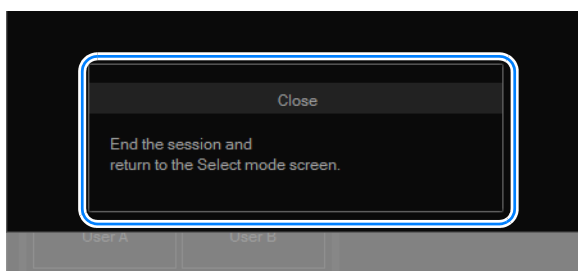 Close
End the session and
return to the Select mode screen.
User A User B